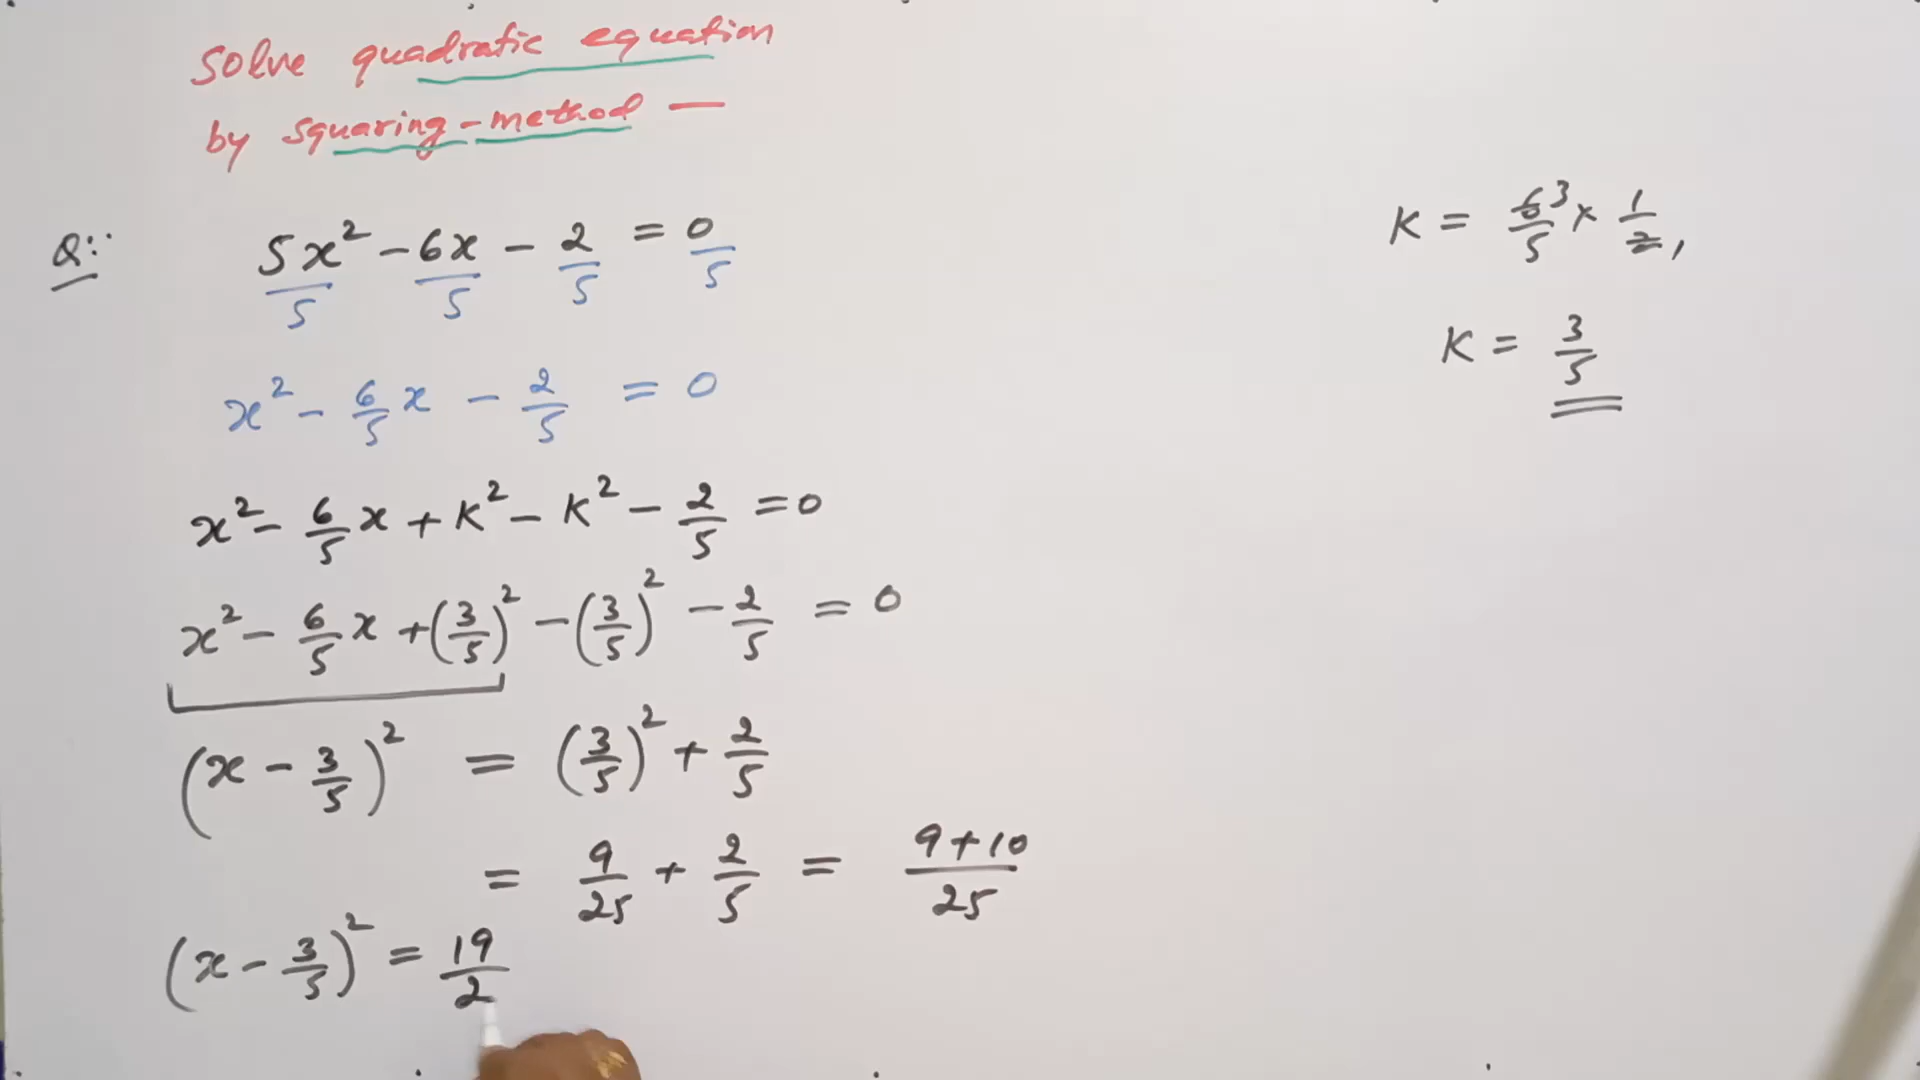 Solve quadratic equation
by squaring-method —
Q:· 5x²/5 - 6x/5 - 2/5 = 0/5
x² - 6/5 x - 2/5 = 0
x² - 6/5 x + K² - K² - 2/5 = 0
x² - 6/5 x + (3/5)² - (3/5)² - 2/5 = 0
(x - 3/5)² = (3/5)² + 2/5
= 9/25 + 2/5 = 9+10/25
(x - 3/5)² = 19/2
K = 6³/5 × 1/2,
K = 3/5